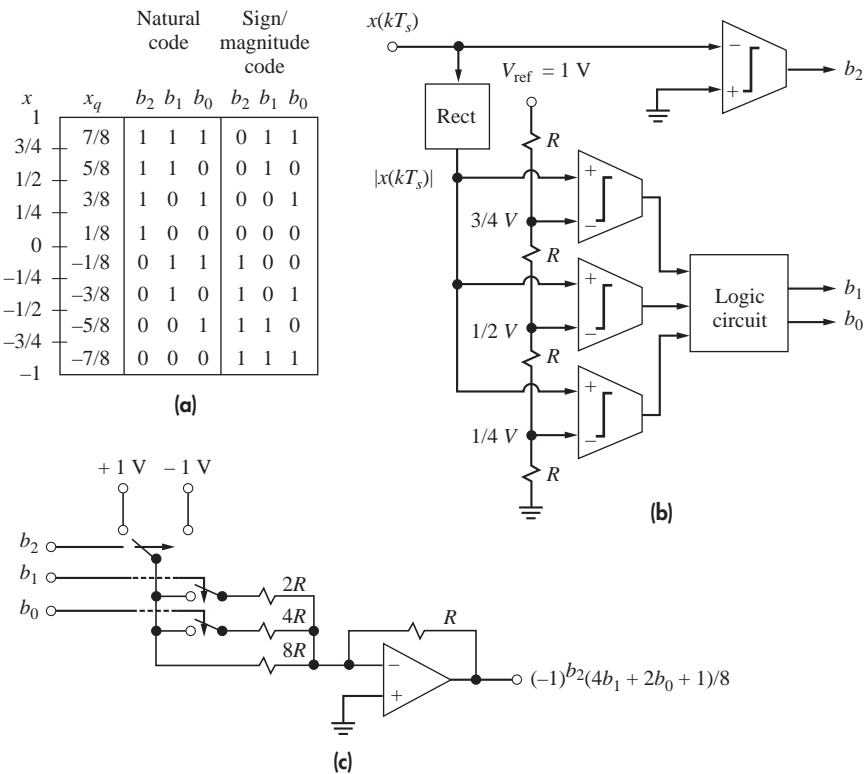 Natural code
Sign/ magnitude code
x
x_q
b_2 b_1 b_0
b_2 b_1 b_0
1
7/8 1 1 1 0 1 1
3/4
5/8 1 1 0 0 1 0
1/2
3/8 1 0 1 0 0 1
1/4
1/8 1 0 0 0 0 0
0
–1/8 0 1 1 1 0 0
–1/4
–3/8 0 1 0 1 0 1
–1/2
–5/8 0 0 1 1 1 0
–3/4
–7/8 0 0 0 1 1 1
–1
(a)
x(kT_s)
V_ref = 1 V
– +
b_2
Rect
R
|x(kT_s)|
+
3/4 V
–
R
+
1/2 V
–
R
+
1/4 V
–
R
Logic circuit
b_1
b_0
(b)
+ 1 V – 1 V
b_2
b_1
b_0
2R
4R
8R
R
–
+
(–1)^{b_2}(4b_1 + 2b_0 + 1)/8
(c)